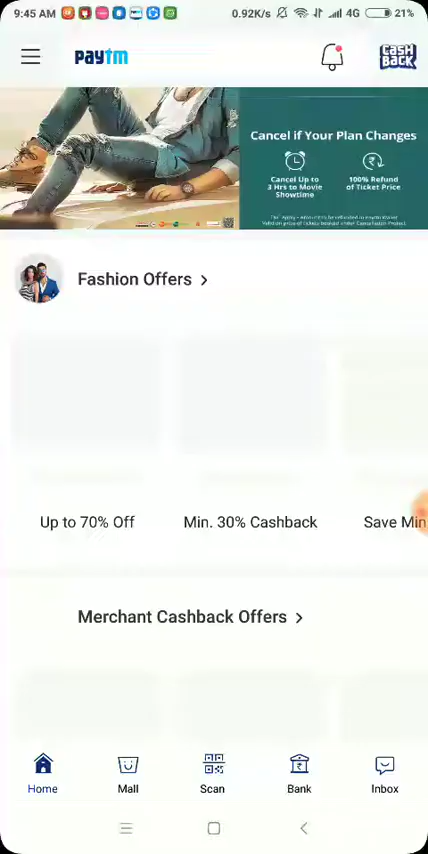 9:45 AM 0.92K/s 4G 21%
paytm CASH BACK
Cancel if Your Plan Changes
Cancel Up to
3 Hrs to Movie
Showtime
100% Refund
of Ticket Price
Fashion Offers >
Up to 70% Off Min. 30% Cashback Save Min
Merchant Cashback Offers >
Home Mall Scan Bank Inbox